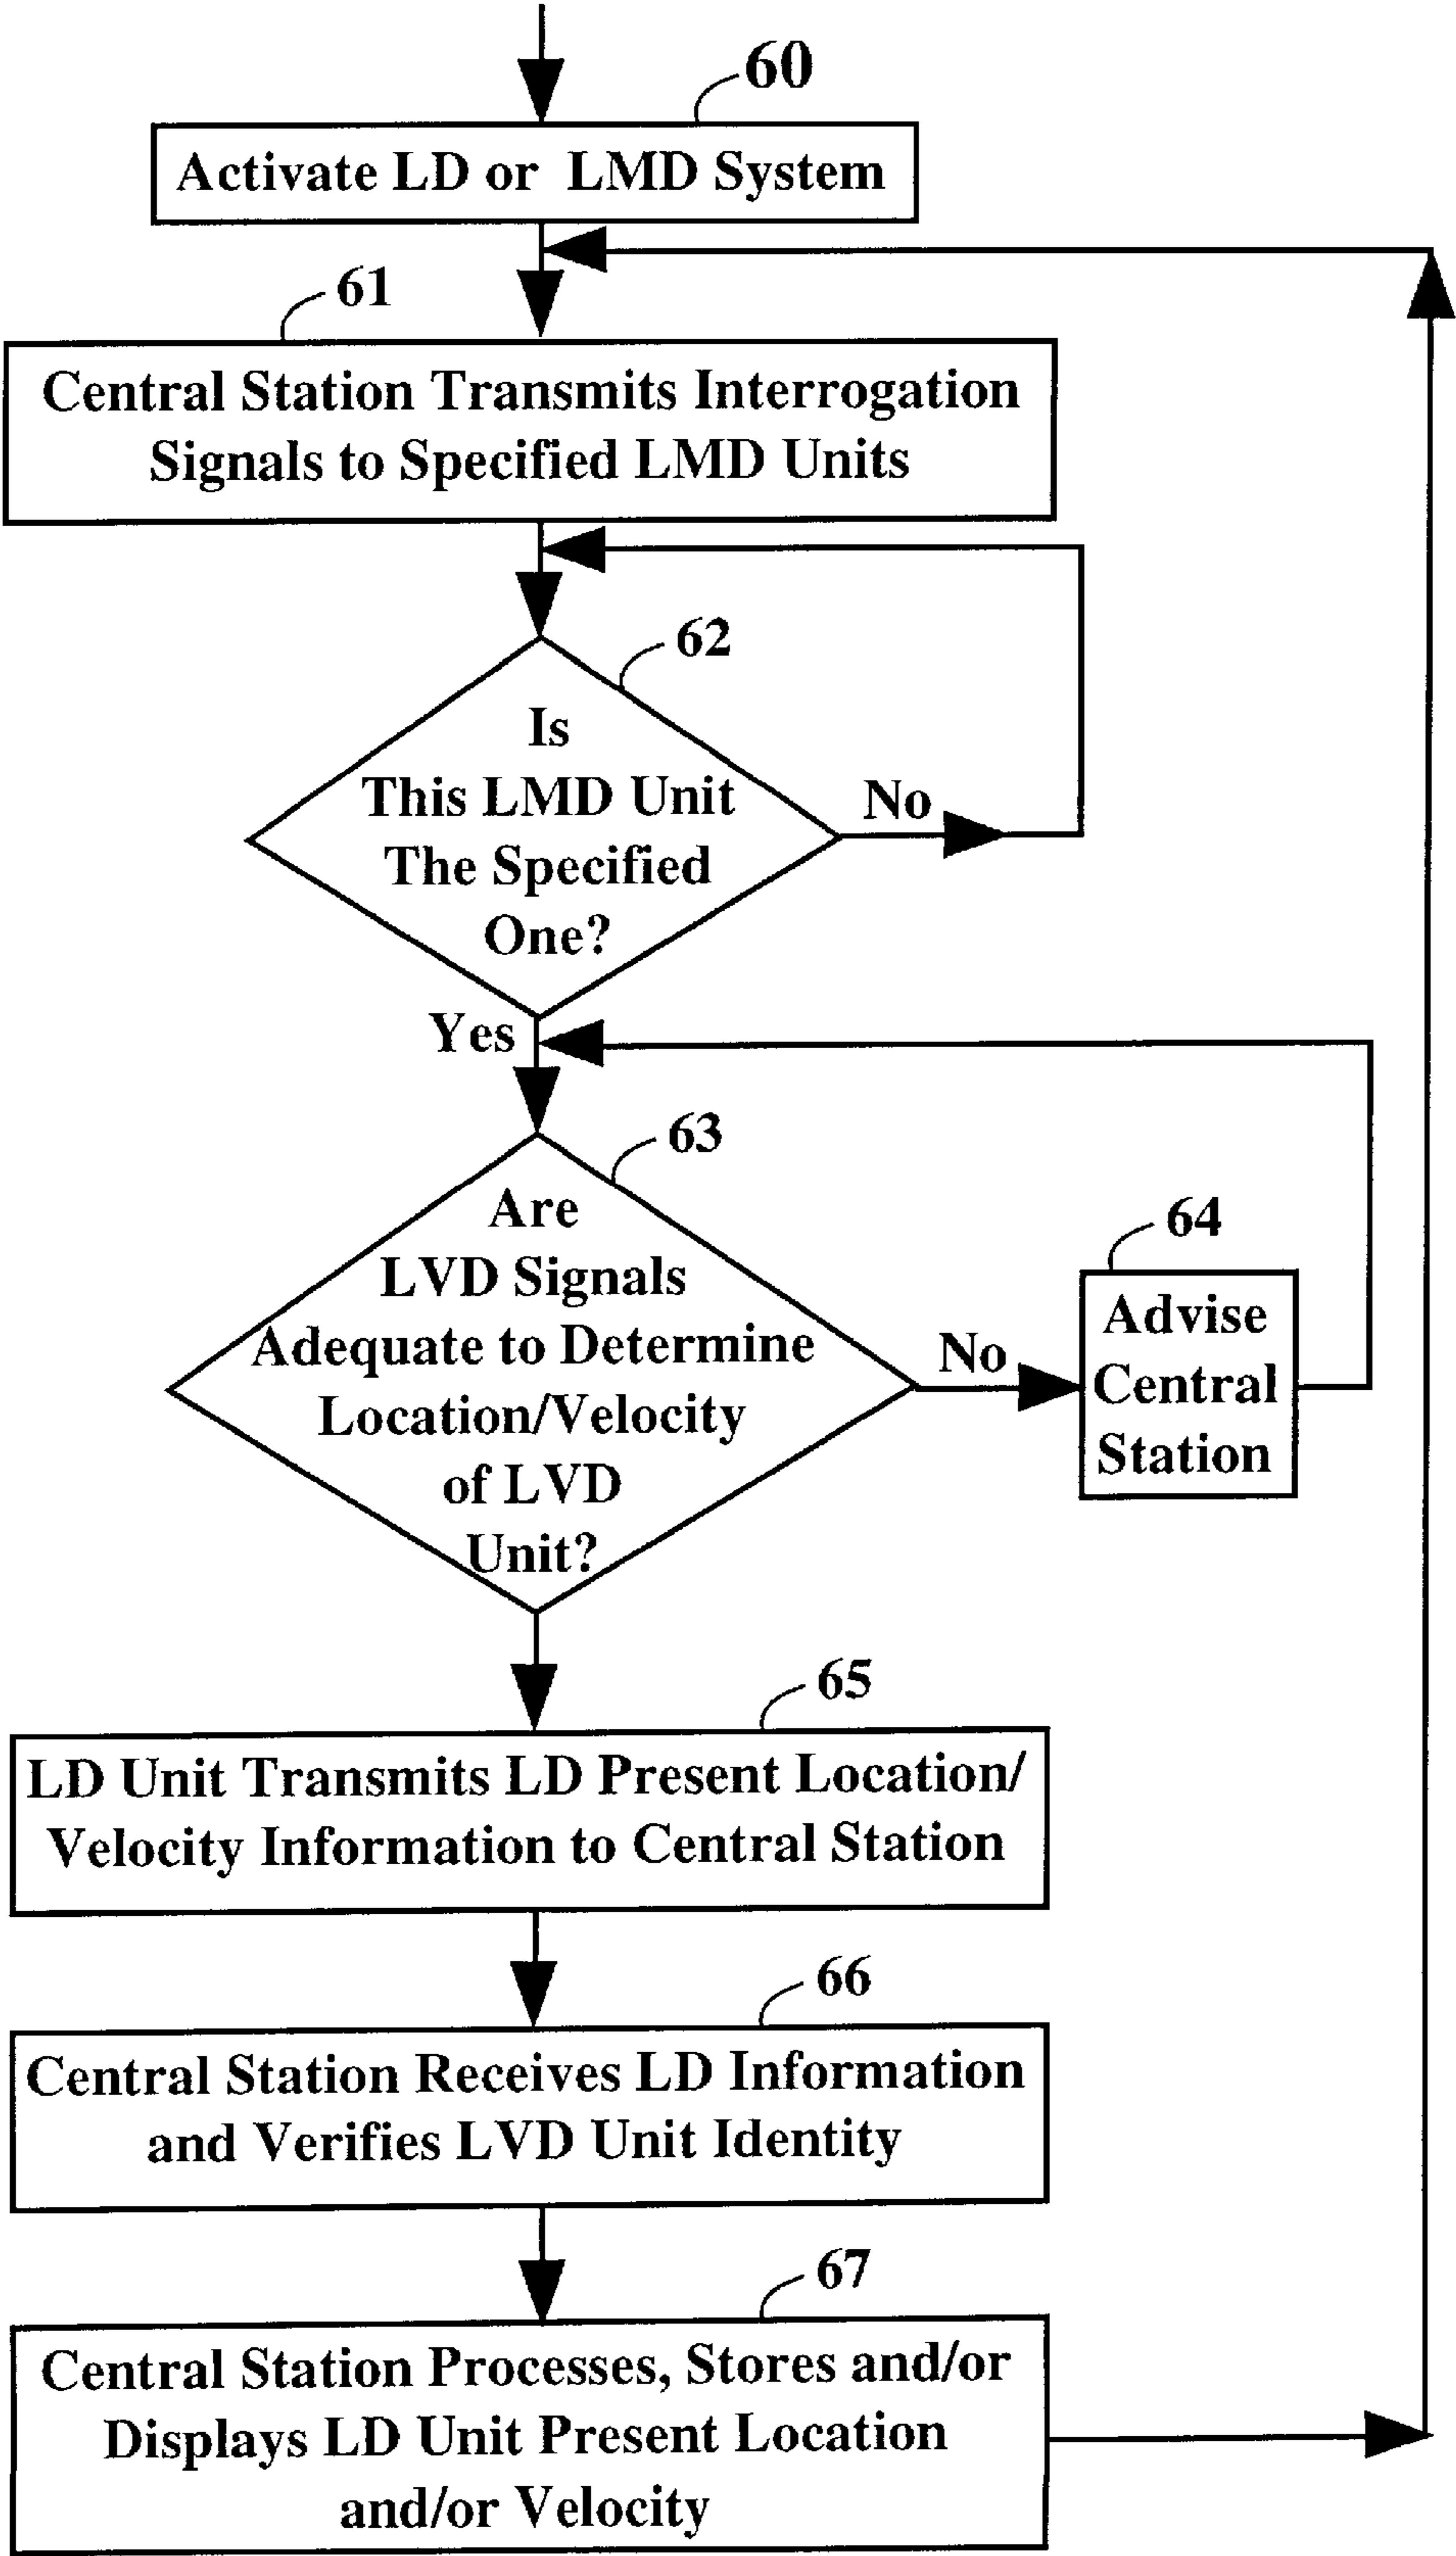 60
Activate LD or LMD System
61
Central Station Transmits Interrogation
Signals to Specified LMD Units
62
Is
This LMD Unit
The Specified
One?
No
Yes
63
Are
LVD Signals
Adequate to Determine
Location/Velocity
of LVD
Unit?
No
64
Advise
Central
Station
65
LD Unit Transmits LD Present Location/
Velocity Information to Central Station
66
Central Station Receives LD Information
and Verifies LVD Unit Identity
67
Central Station Processes, Stores and/or
Displays LD Unit Present Location
and/or Velocity